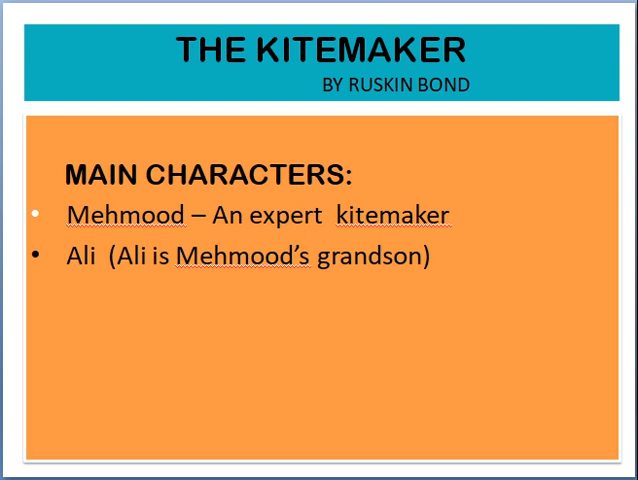 THE KITEMAKER
BY RUSKIN BOND
MAIN CHARACTERS:
• Mehmood – An expert kitemaker
• Ali (Ali is Mehmood’s grandson)